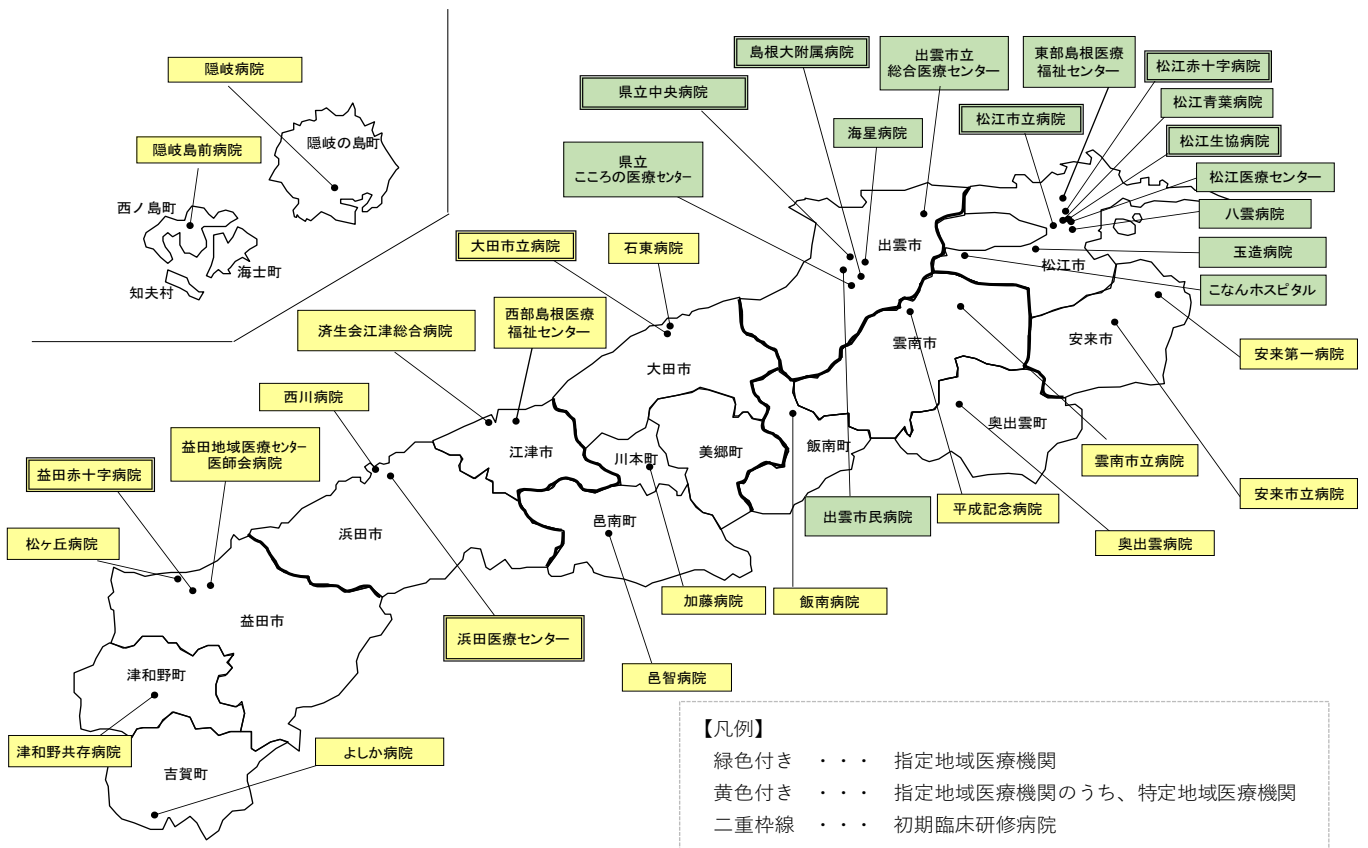 隠岐病院
隠岐の島町
隠岐島前病院
西ノ島町
海士町
知夫村
島根大附属病院
出雲市立
総合医療センター
東部島根医療
福祉センター
松江赤十字病院
県立中央病院
松江市立病院
松江青葉病院
海星病院
松江生協病院
県立
こころの医療センター
松江医療センター
八雲病院
玉造病院
こなんホスピタル
出雲市
松江市
大田市立病院
石東病院
済生会江津総合病院
西部島根医療
福祉センター
雲南市
安来市
安来第一病院
大田市
西川病院
奥出雲町
益田地域医療センター
医師会病院
江津市
川本町
美郷町
飯南町
雲南市立病院
益田赤十字病院
安来市立病院
出雲市民病院
平成記念病院
浜田市
邑南町
奥出雲病院
松ヶ丘病院
加藤病院
飯南病院
益田市
浜田医療センター
津和野町
邑智病院
津和野共存病院
よしか病院
吉賀町
【凡例】
緑色付き ・・・ 指定地域医療機関
黄色付き ・・・ 指定地域医療機関のうち、特定地域医療機関
二重枠線 ・・・ 初期臨床研修病院